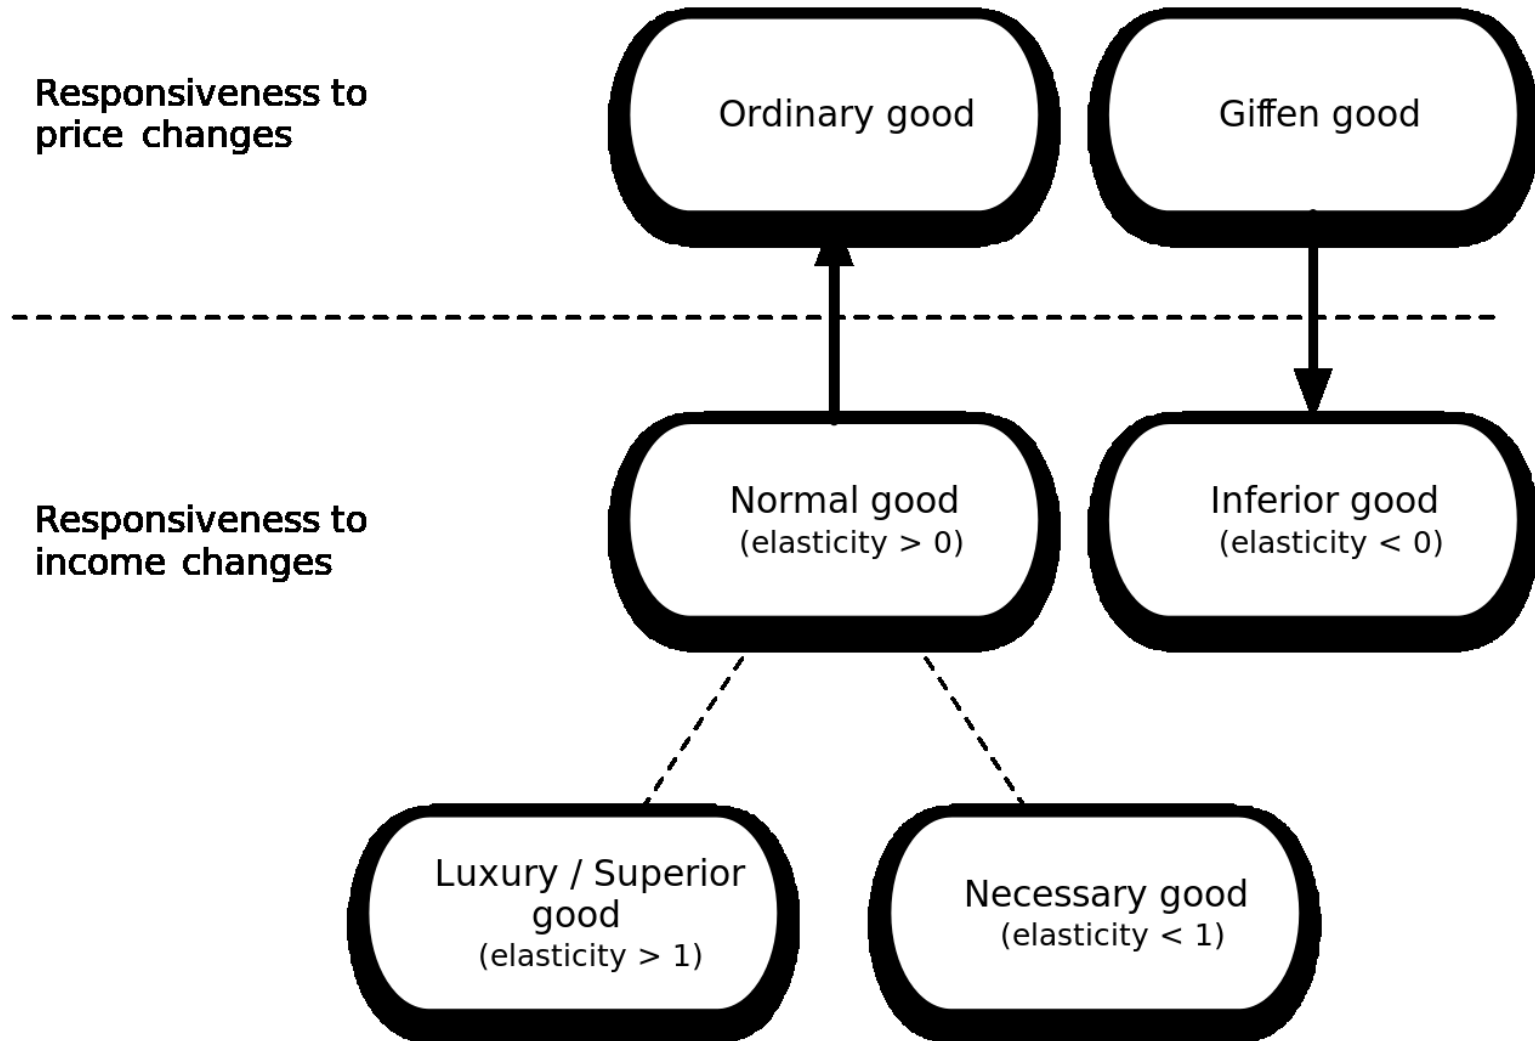 Responsiveness to
price changes
Ordinary good
Giffen good
Responsiveness to
income changes
Normal good
(elasticity > 0)
Inferior good
(elasticity < 0)
Luxury / Superior
good
(elasticity > 1)
Necessary good
(elasticity < 1)